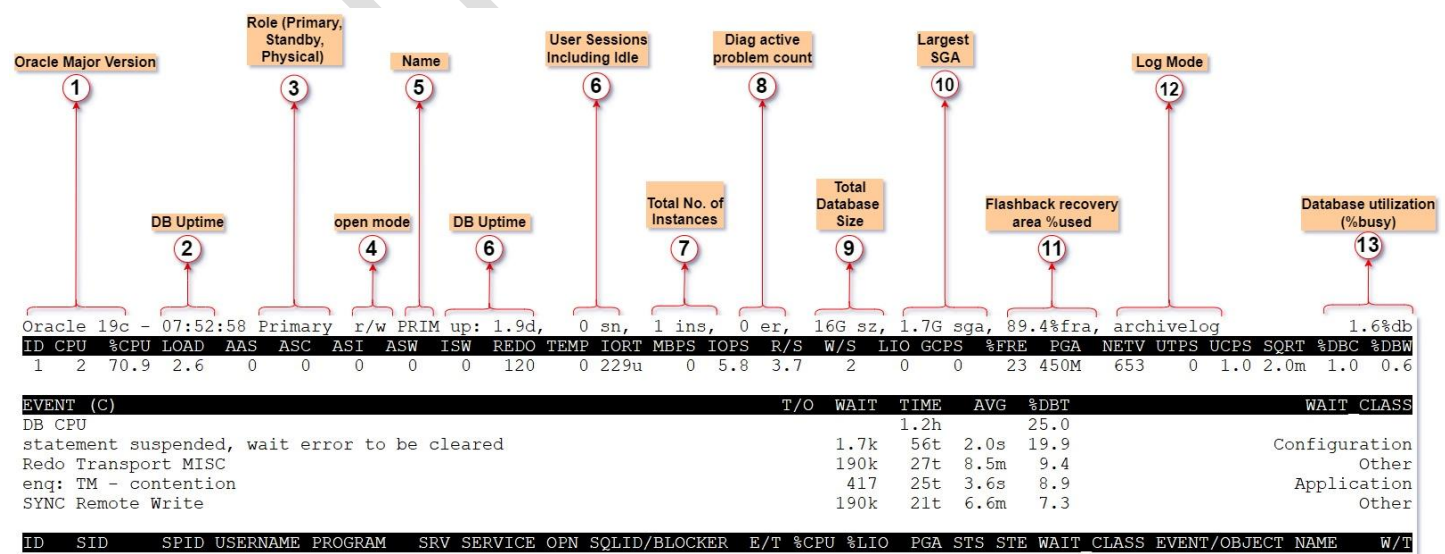 Role (Primary,
Standby,
Physical)
User Sessions
Including Idle
Diag active
problem count
Largest
SGA
Oracle Major Version
Name
Log Mode
1
3
5
6
8
10
12
Total
Database
Size
Total No. of
Instances
Flashback recovery
area %used
Database utilization
(%busy)
DB Uptime
open mode
DB Uptime
2
4
6
7
9
11
13
Oracle 19c - 07:52:58 Primary r/w PRIM up: 1.9d, 0 sn, 1 ins, 0 er, 16G sz, 1.7G sga, 89.4%fra, archivelog 1.6%db
ID CPU %CPU LOAD AAS ASC ASI ASW ISW REDO TEMP IORT MBPS IOPS R/S W/S LIO GCPS %FRE PGA NETV UTPS UCPS SQRT %DBC %DBW
1 2 70.9 2.6 0 0 0 0 0 120 0 229u 0 5.8 3.7 2 0 0 23 450M 653 0 1.0 2.0m 1.0 0.6
EVENT (C) T/O WAIT TIME AVG %DBT WAIT_CLASS
DB CPU 1.2h 25.0
statement suspended, wait error to be cleared 1.7k 56t 2.0s 19.9 Configuration
Redo Transport MISC 190k 27t 8.5m 9.4 Other
enq: TM - contention 417 25t 3.6s 8.9 Application
SYNC Remote Write 190k 21t 6.6m 7.3 Other
ID SID SPID USERNAME PROGRAM SRV SERVICE OPN SQLID/BLOCKER E/T %CPU %LIO PGA STS STE WAIT_CLASS EVENT/OBJECT NAME W/T